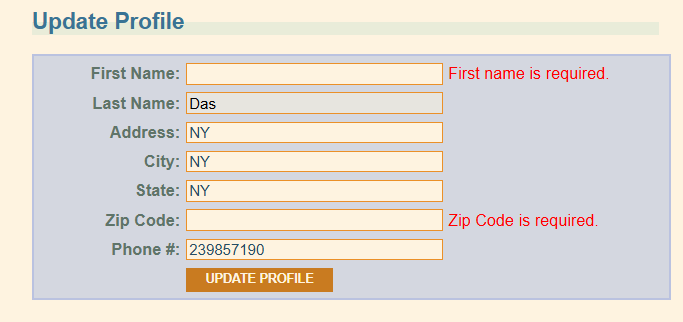 Update Profile
First Name: First name is required.
Last Name: Das
Address: NY
City: NY
State: NY
Zip Code: Zip Code is required.
Phone #: 239857190
UPDATE PROFILE